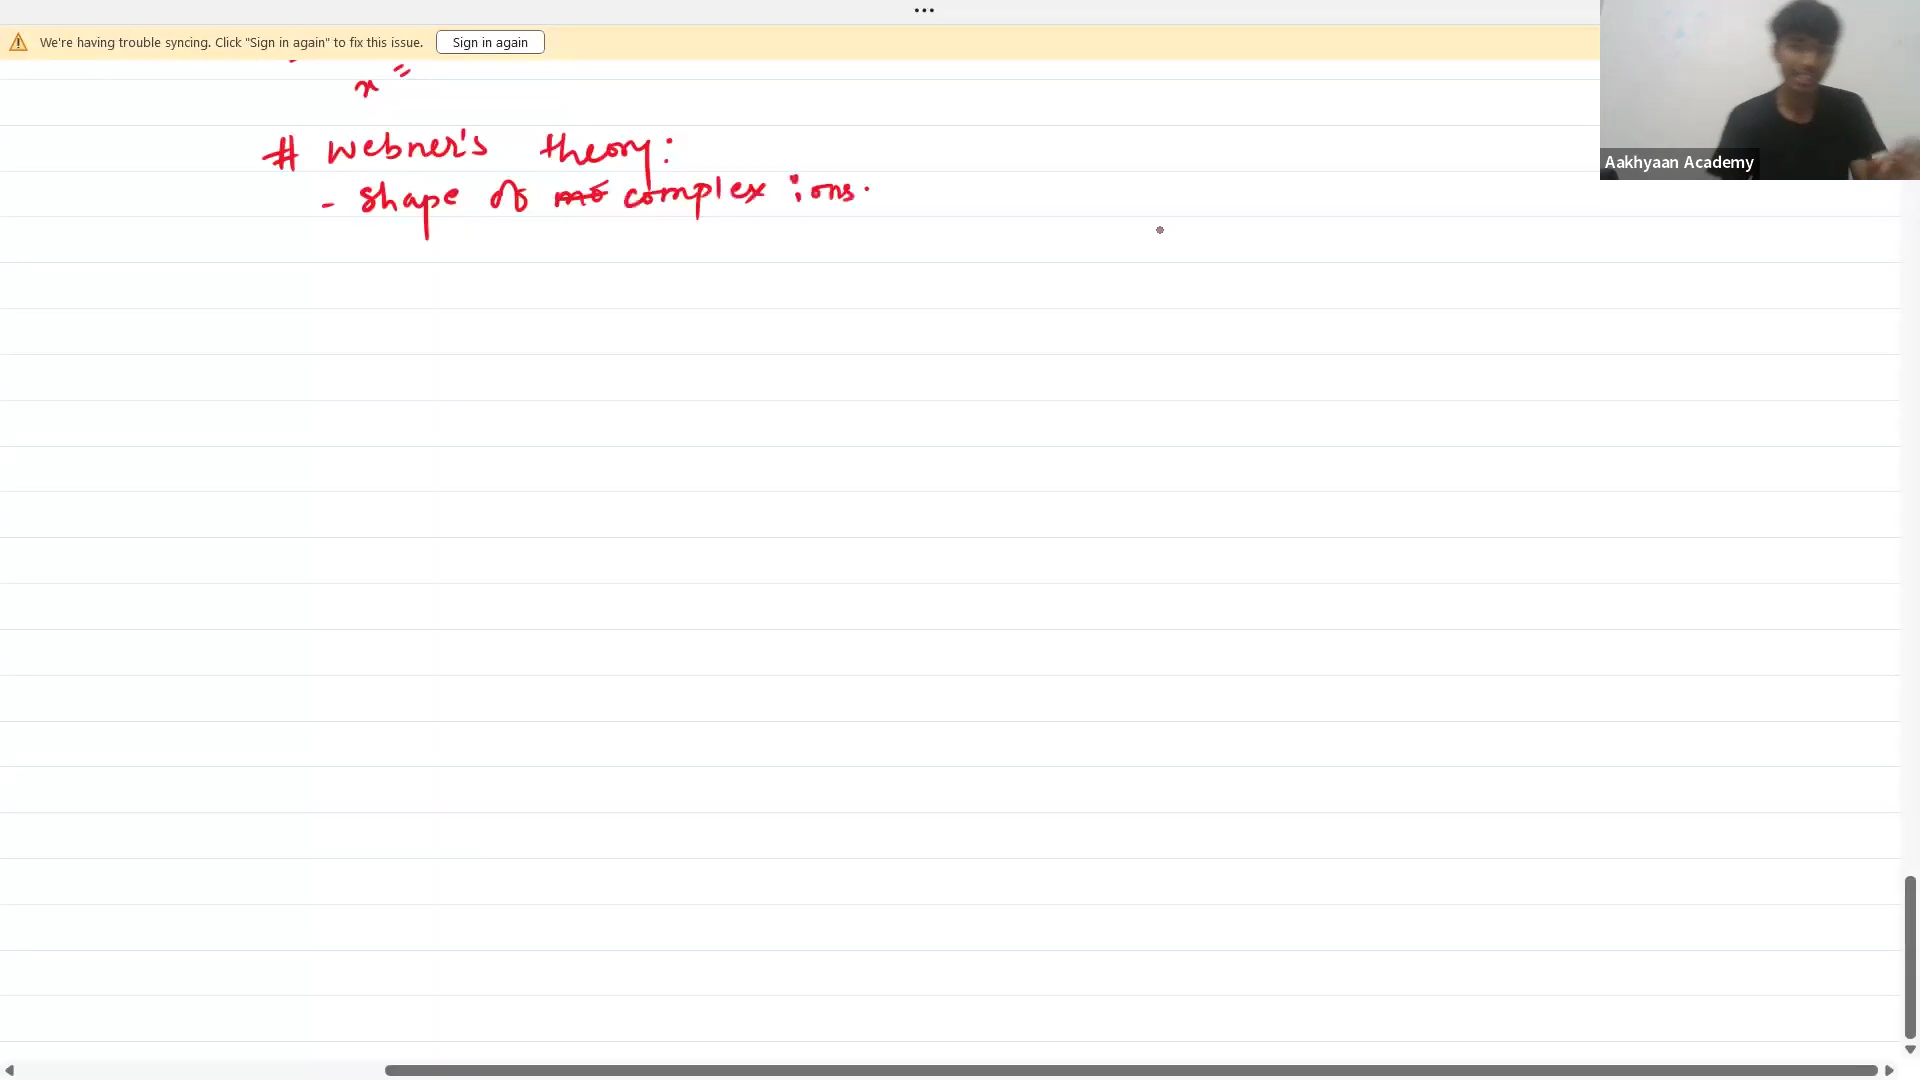 ...
We're having trouble syncing. Click "Sign in again" to fix this issue. Sign in again
x =
# Webner's theory:
- shape of complex ions.
Aakhyaan Academy